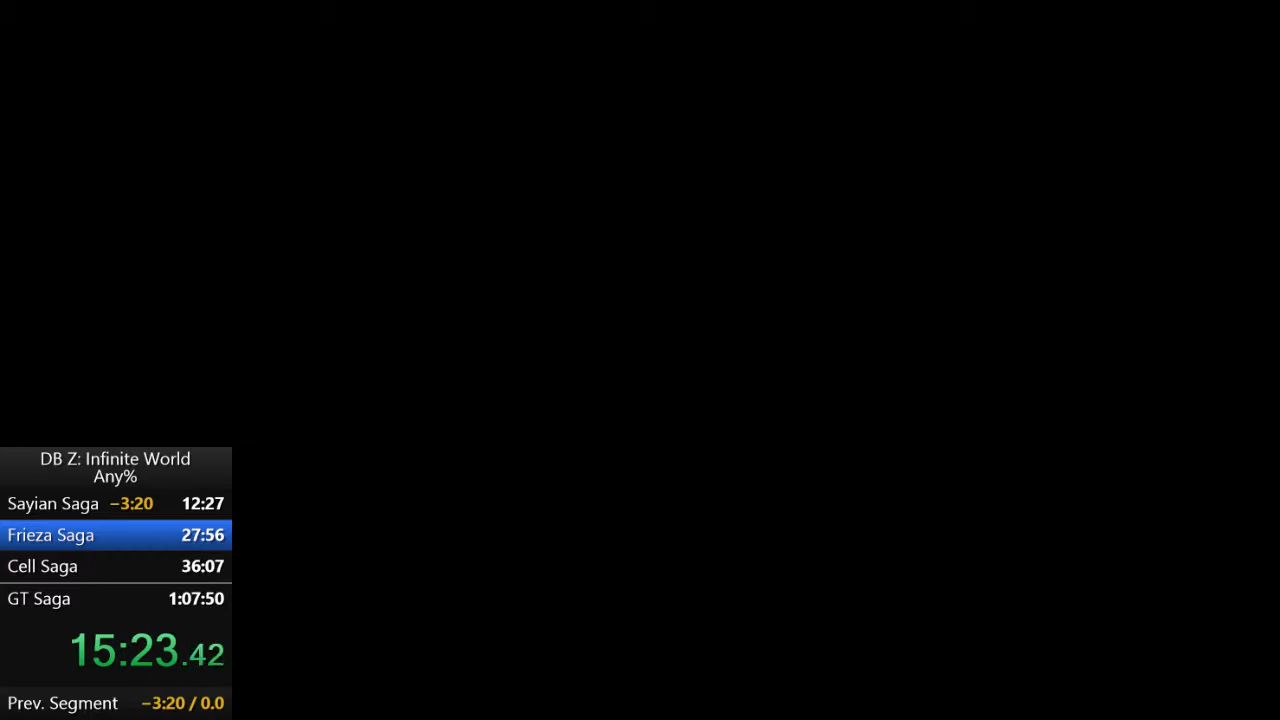 DB Z: Infinite World
Any%
Sayian Saga −3:20 12:27
Frieza Saga 27:56
Cell Saga 36:07
GT Saga 1:07:50
15:23.42
Prev. Segment −3:20 / 0.0